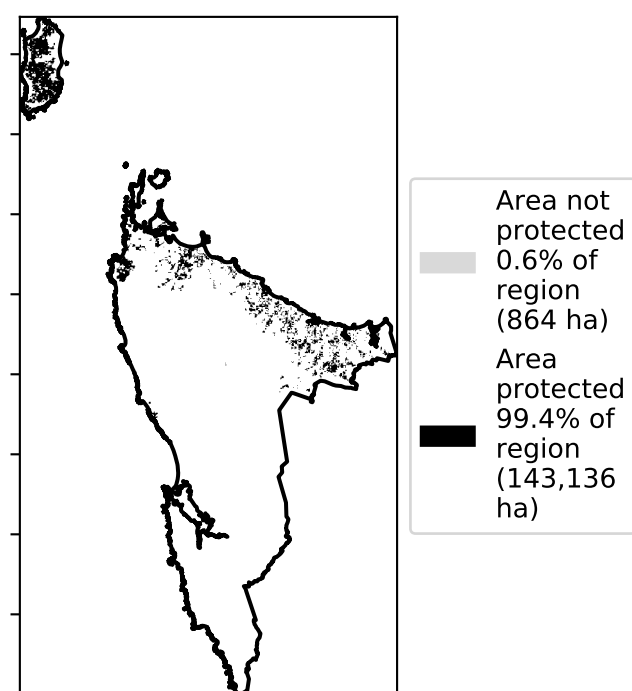 Area not
protected
0.6% of
region
(864 ha)
Area
protected
99.4% of
region
(143,136
ha)